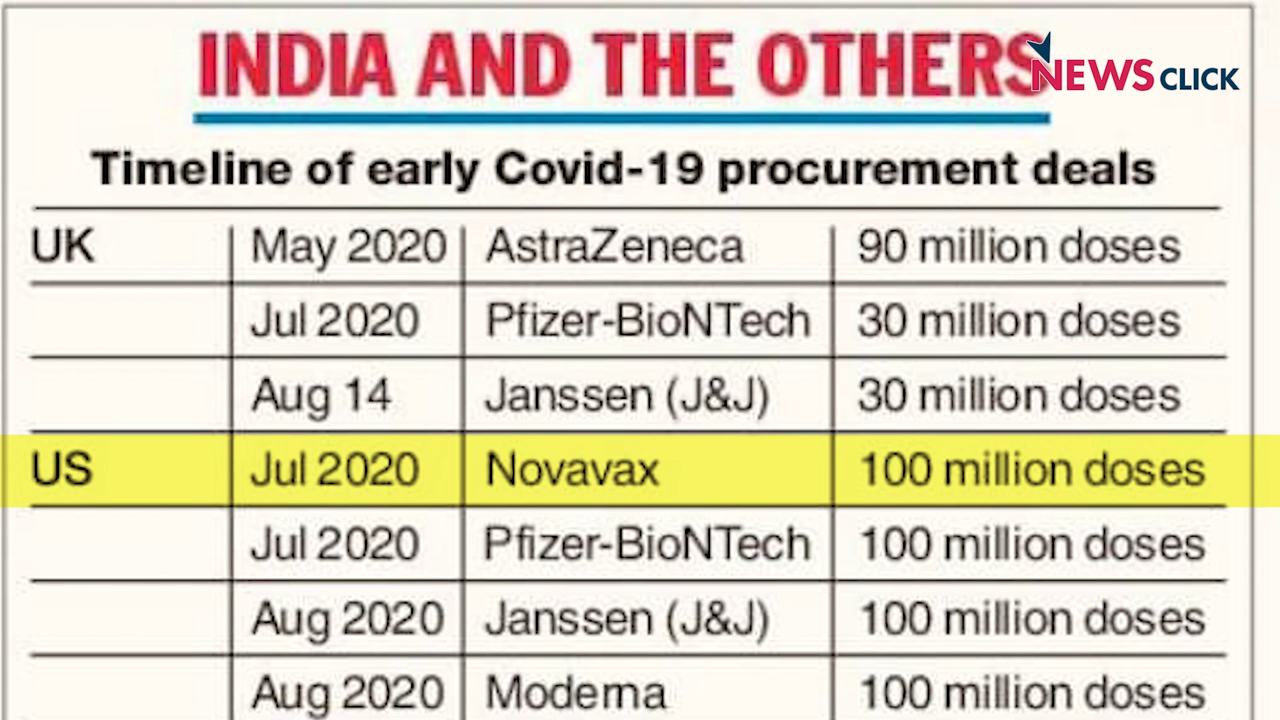 INDIA AND THE OTHERS
NEWSCLICK
Timeline of early Covid-19 procurement deals
UK May 2020 AstraZeneca 90 million doses
Jul 2020 Pfizer-BioNTech 30 million doses
Aug 14 Janssen (J&J) 30 million doses
US Jul 2020 Novavax 100 million doses
Jul 2020 Pfizer-BioNTech 100 million doses
Aug 2020 Janssen (J&J) 100 million doses
Aug 2020 Moderna 100 million doses